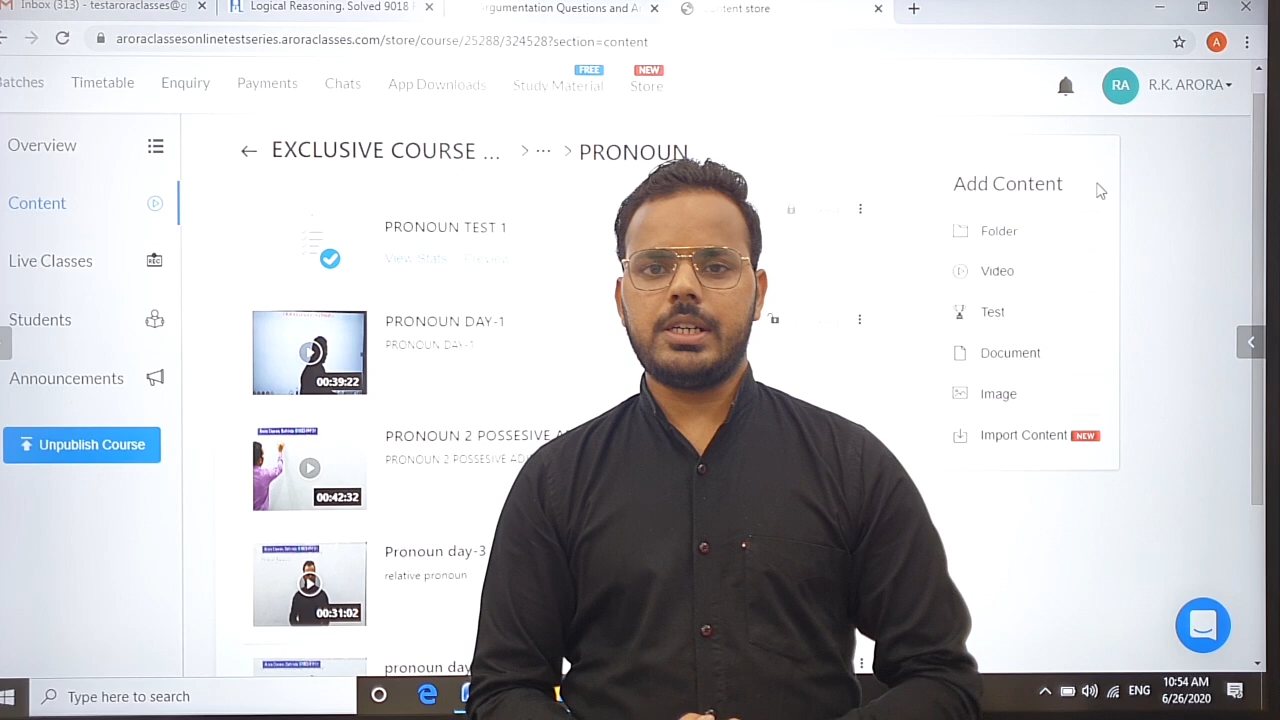 Inbox (313) - testaroraclasses@g
Logical Reasoning. Solved 9018
rgumentation Questions and A
tent store
aroraclassesonlinetestseries.aroraclasses.com/store/course/25288/324528?section=content
A
FREE
NEW
Batches
Timetable
Enquiry
Payments
Chats
App Downloads
Study Material
Store
RA
R.K. ARORA
Overview
Content
Live Classes
Students
Announcements
Unpublish Course
EXCLUSIVE COURSE ... > ... > PRONOUN
PRONOUN TEST 1
View Stats Preview
PRONOUN DAY-1
PRONOUN DAY-1
00:39:22
PRONOUN 2 POSSESIVE A
PRONOUN 2 POSSESIVE AD
00:42:32
Pronoun day-3
relative pronoun
00:31:02
pronoun day
Add Content
Folder
Video
Test
Document
Image
Import Content NEW
Type here to search
ENG
10:54 AM
6/26/2020